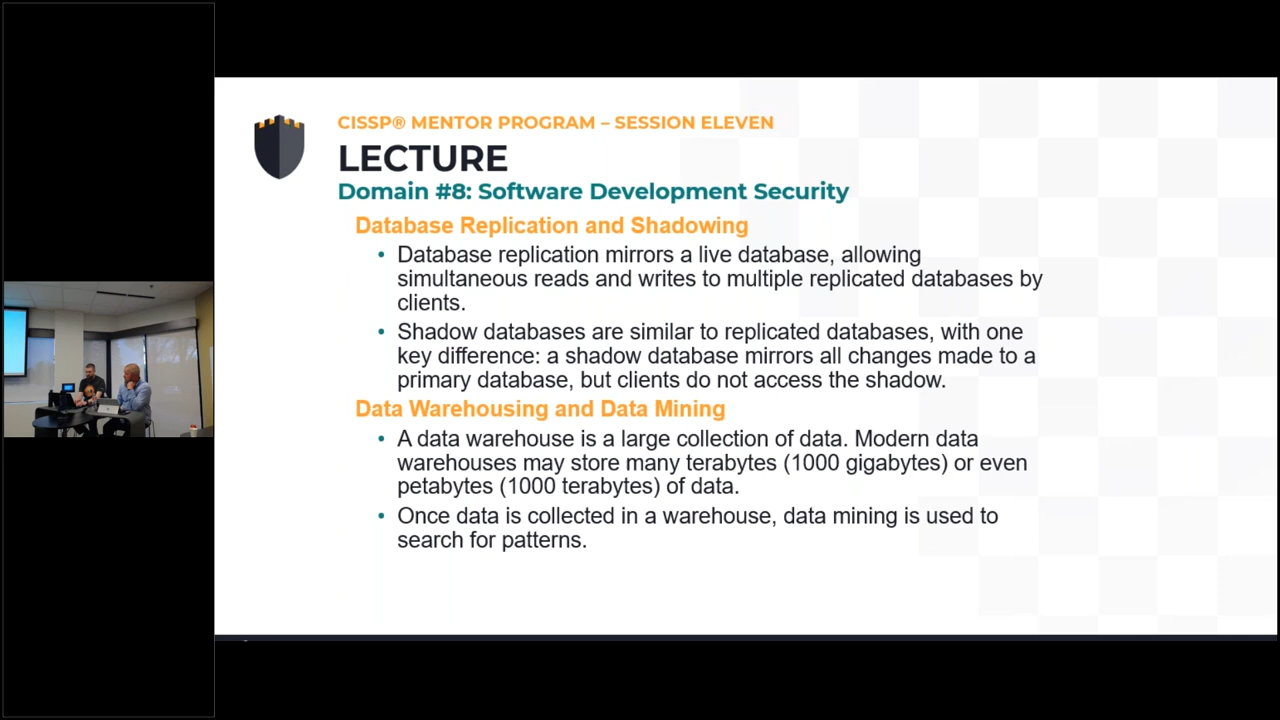 CISSP® MENTOR PROGRAM – SESSION ELEVEN
LECTURE
Domain #8: Software Development Security
Database Replication and Shadowing
• Database replication mirrors a live database, allowing
simultaneous reads and writes to multiple replicated databases by
clients.
• Shadow databases are similar to replicated databases, with one
key difference: a shadow database mirrors all changes made to a
primary database, but clients do not access the shadow.
Data Warehousing and Data Mining
• A data warehouse is a large collection of data. Modern data
warehouses may store many terabytes (1000 gigabytes) or even
petabytes (1000 terabytes) of data.
• Once data is collected in a warehouse, data mining is used to
search for patterns.